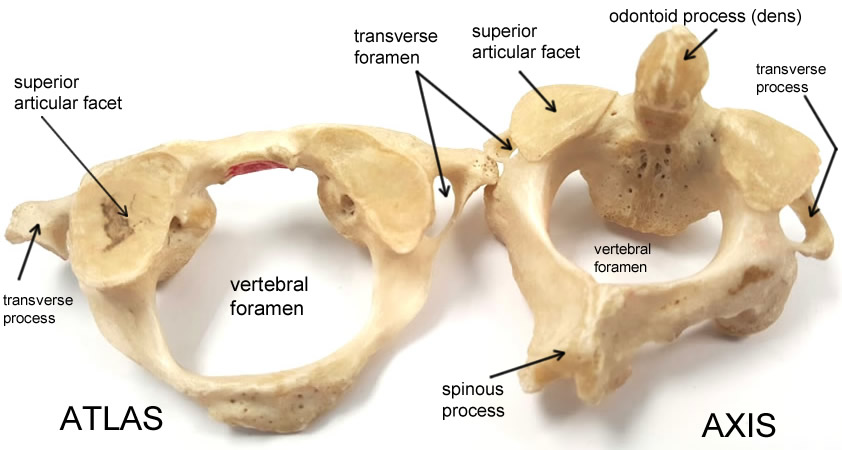 odontoid process (dens)
transverse
foramen
superior
articular facet
transverse
process
superior
articular facet
vertebral
foramen
vertebral
foramen
transverse
process
spinous
process
ATLAS
AXIS